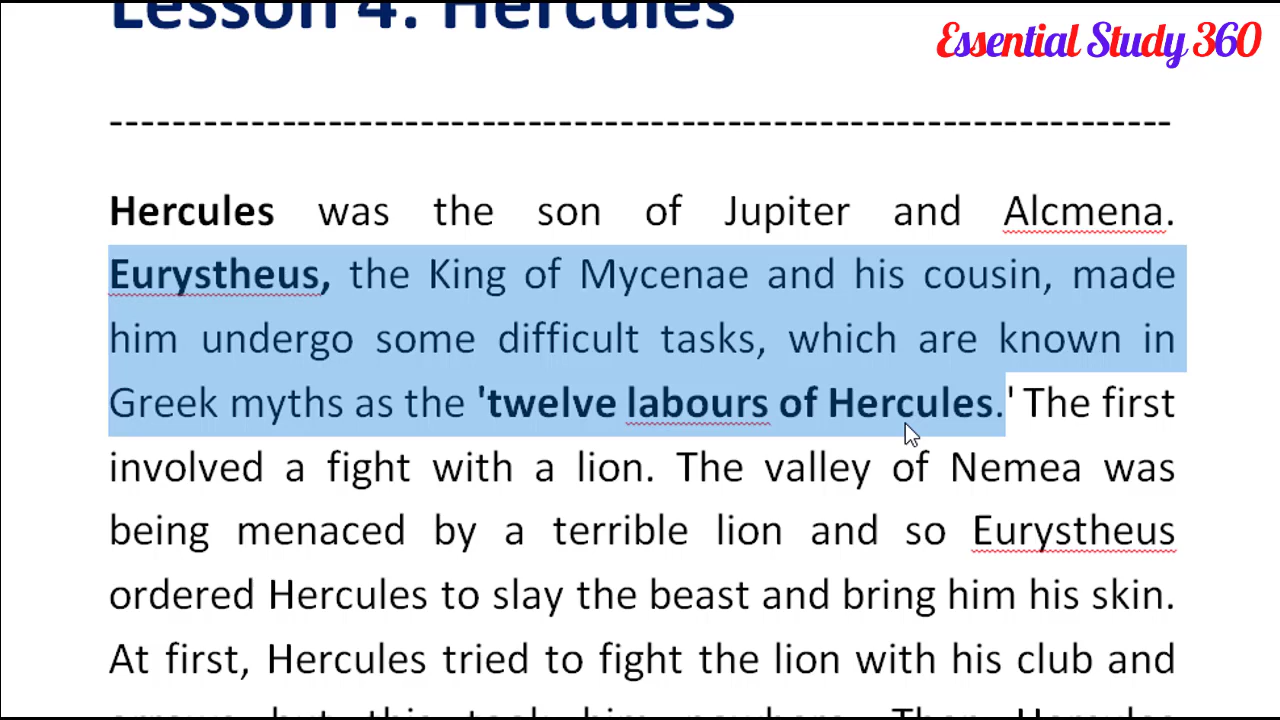 Lesson 4: Hercules
Essential Study 360
----------------------------------------------------------------------
Hercules was the son of Jupiter and Alcmena.
Eurystheus, the King of Mycenae and his cousin, made
him undergo some difficult tasks, which are known in
Greek myths as the 'twelve labours of Hercules.' The first
involved a fight with a lion. The valley of Nemea was
being menaced by a terrible lion and so Eurystheus
ordered Hercules to slay the beast and bring him his skin.
At first, Hercules tried to fight the lion with his club and